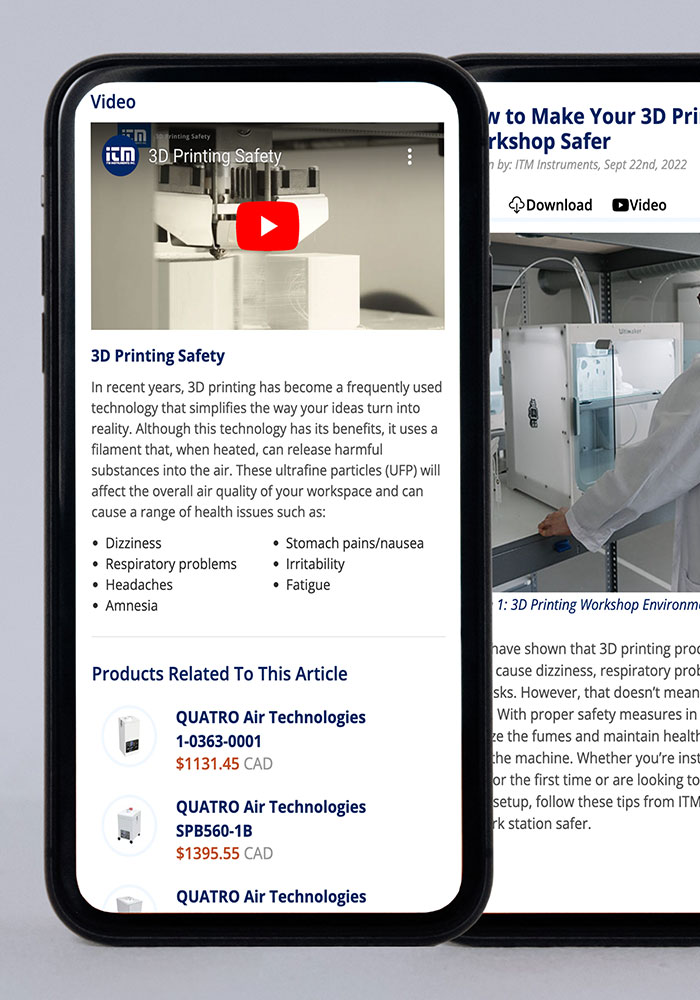 Video
iTM
3D Printing Safety
iTM
3D Printing Safety
3D Printing Safety
In recent years, 3D printing has become a frequently used
technology that simplifies the way your ideas turn into
reality. Although this technology has its benefits, it uses a
filament that, when heated, can release harmful
substances into the air. These ultrafine particles (UFP) will
affect the overall air quality of your workspace and can
cause a range of health issues such as:
• Dizziness
• Respiratory problems
• Headaches
• Amnesia
• Stomach pains/nausea
• Irritability
• Fatigue
Products Related To This Article
QUATRO Air Technologies
1-0363-0001
$1131.45 CAD
QUATRO Air Technologies
SPB560-1B
$1395.55 CAD
QUATRO Air Technologies
w to Make Your 3D Pri
rkshop Safer
n by: ITM Instruments, Sept 22nd, 2022
Download
Video
Ultimaker
1: 3D Printing Workshop Environm
have shown that 3D printing proc
cause dizziness, respiratory prob
sks. However, that doesn't mean
With proper safety measures in
ze the fumes and maintain health
the machine. Whether you're inst
or the first time or are looking to
setup, follow these tips from ITM
rk station safer.